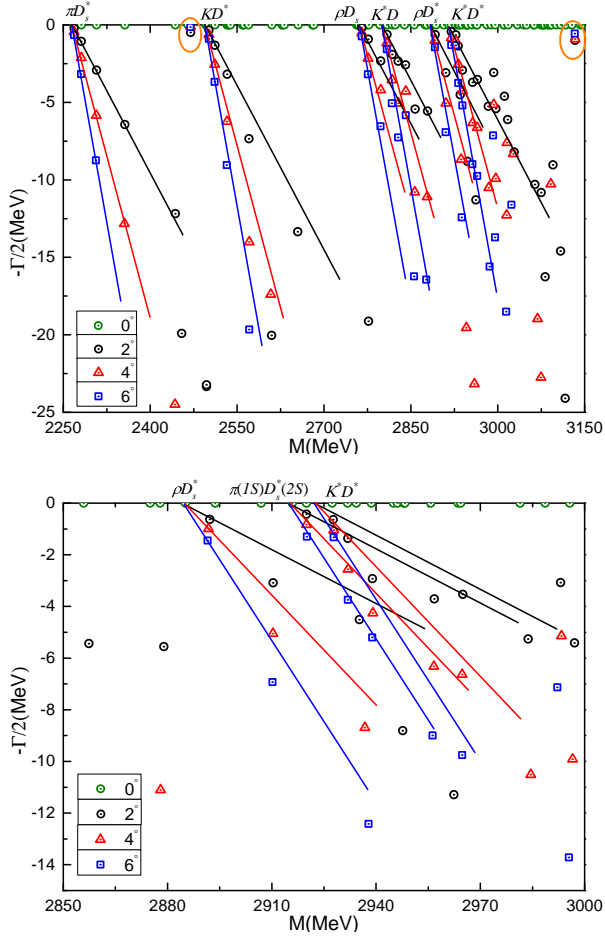 πD*s KD* ρDs K*D ρD*s K*D*
0
-5
-10
-15
-20
-25
-Γ/2(MeV)
0°
2°
4°
6°
2250 2400 2550 2700 2850 3000 3150
M(MeV)
ρD*s π(1S)D*s(2S) K*D*
0
-2
-4
-6
-8
-10
-12
-14
-Γ/2(MeV)
0°
2°
4°
6°
2850 2880 2910 2940 2970 3000
M(MeV)